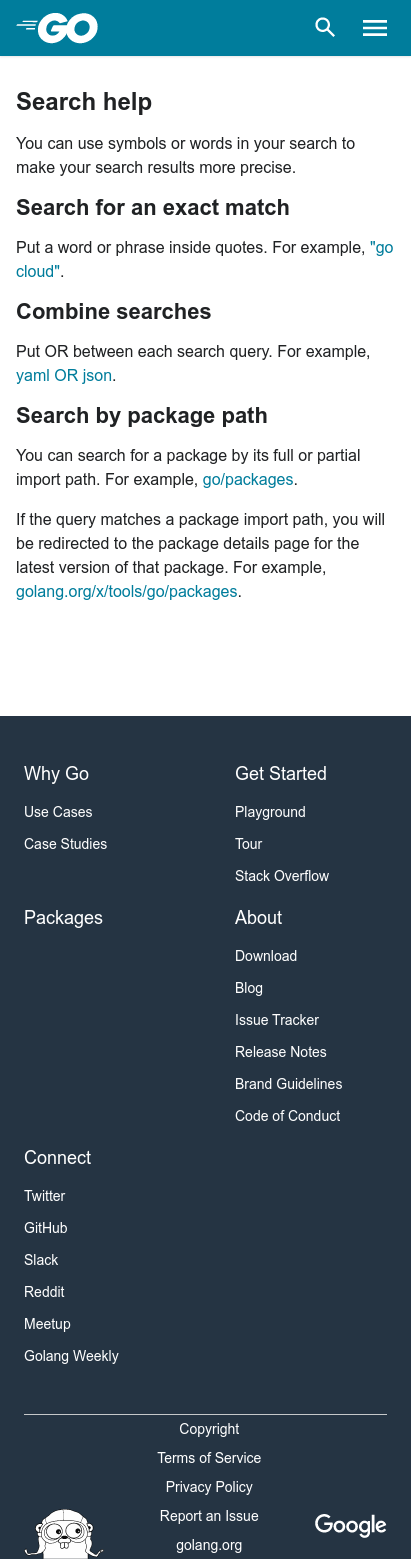 GO
Search help
You can use symbols or words in your search to
make your search results more precise.
Search for an exact match
Put a word or phrase inside quotes. For example, "go
cloud".
Combine searches
Put OR between each search query. For example,
yaml OR json.
Search by package path
You can search for a package by its full or partial
import path. For example, go/packages.
If the query matches a package import path, you will
be redirected to the package details page for the
latest version of that package. For example,
golang.org/x/tools/go/packages.
Why Go
Use Cases
Case Studies
Get Started
Playground
Tour
Stack Overflow
Packages
About
Download
Blog
Issue Tracker
Release Notes
Brand Guidelines
Code of Conduct
Connect
Twitter
GitHub
Slack
Reddit
Meetup
Golang Weekly
Copyright
Terms of Service
Privacy Policy
Report an Issue
golang.org
Google